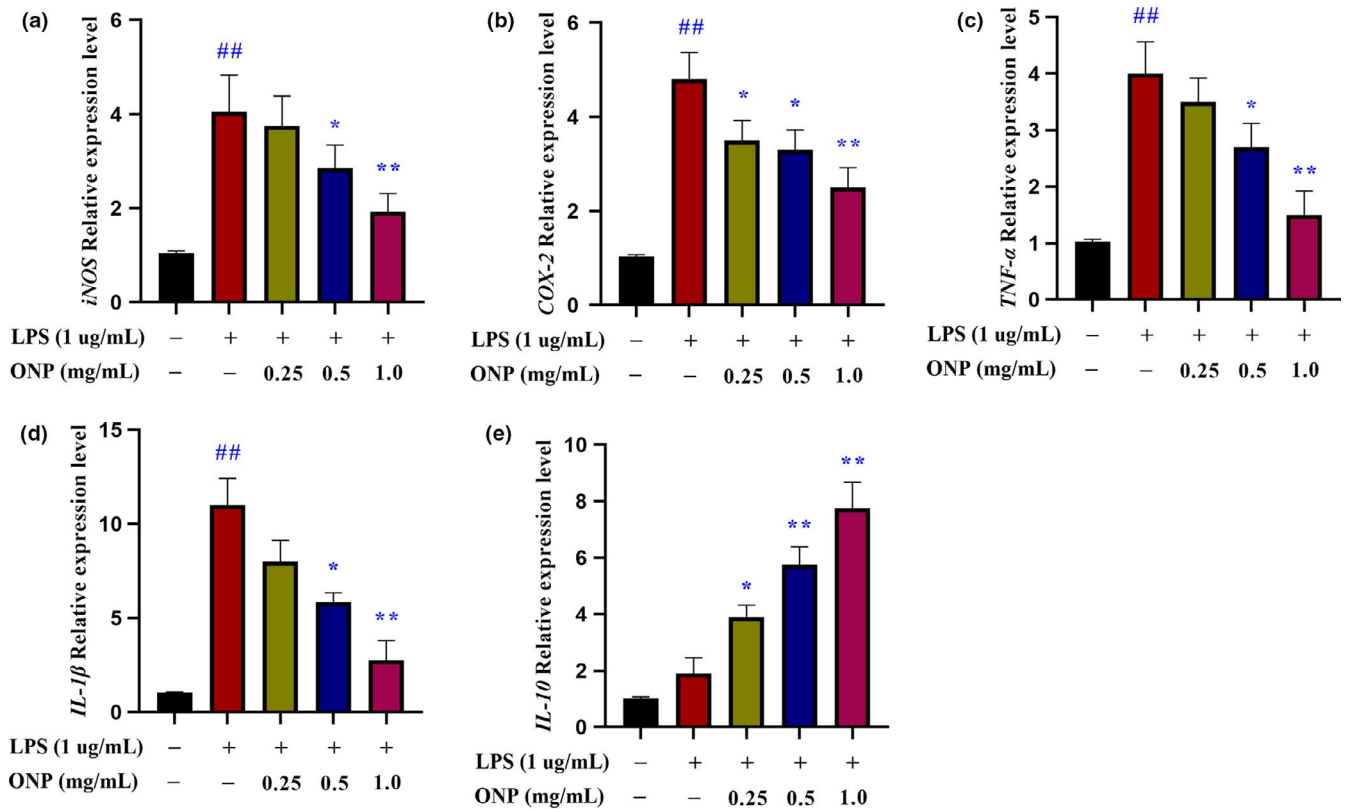 (a)
iNOS Relative expression level
6
4
2
0
##
*
**
LPS (1 ug/mL) – + + + +
ONP (mg/mL) – – 0.25 0.5 1.0
(b)
COX-2 Relative expression level
6
4
2
0
##
*
*
**
LPS (1 ug/mL) – + + + +
ONP (mg/mL) – – 0.25 0.5 1.0
(c)
TNF-α Relative expression level
5
4
3
2
1
0
##
*
**
LPS (1 ug/mL) – + + + +
ONP (mg/mL) – – 0.25 0.5 1.0
(d)
IL-1β Relative expression level
15
10
5
0
##
*
**
LPS (1 ug/mL) – + + + +
ONP (mg/mL) – – 0.25 0.5 1.0
(e)
IL-10 Relative expression level
10
8
6
4
2
0
*
**
**
LPS (1 ug/mL) – + + + +
ONP (mg/mL) – – 0.25 0.5 1.0